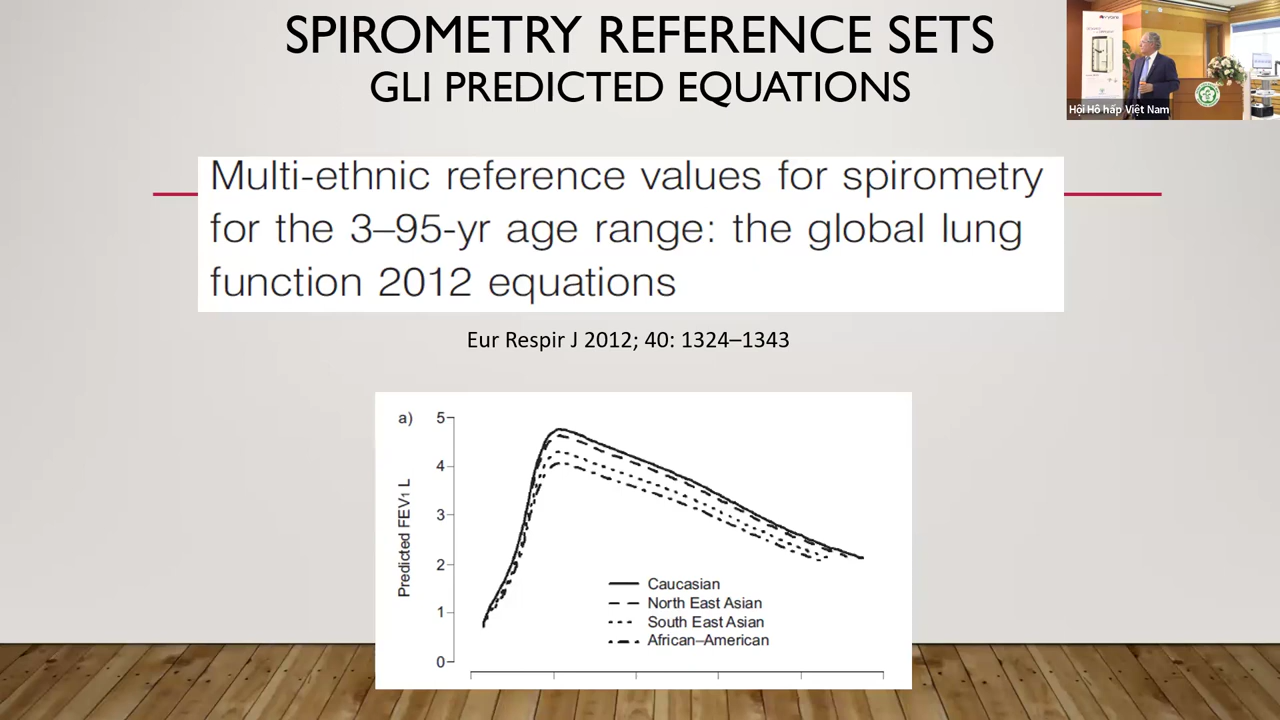 SPIROMETRY REFERENCE SETS
GLI PREDICTED EQUATIONS
Hội Hô hấp Việt Nam
Multi-ethnic reference values for spirometry
for the 3–95-yr age range: the global lung
function 2012 equations
Eur Respir J 2012; 40: 1324–1343
a)
5
4
3
2
1
0
Predicted FEV1 L
Caucasian
North East Asian
South East Asian
African–American